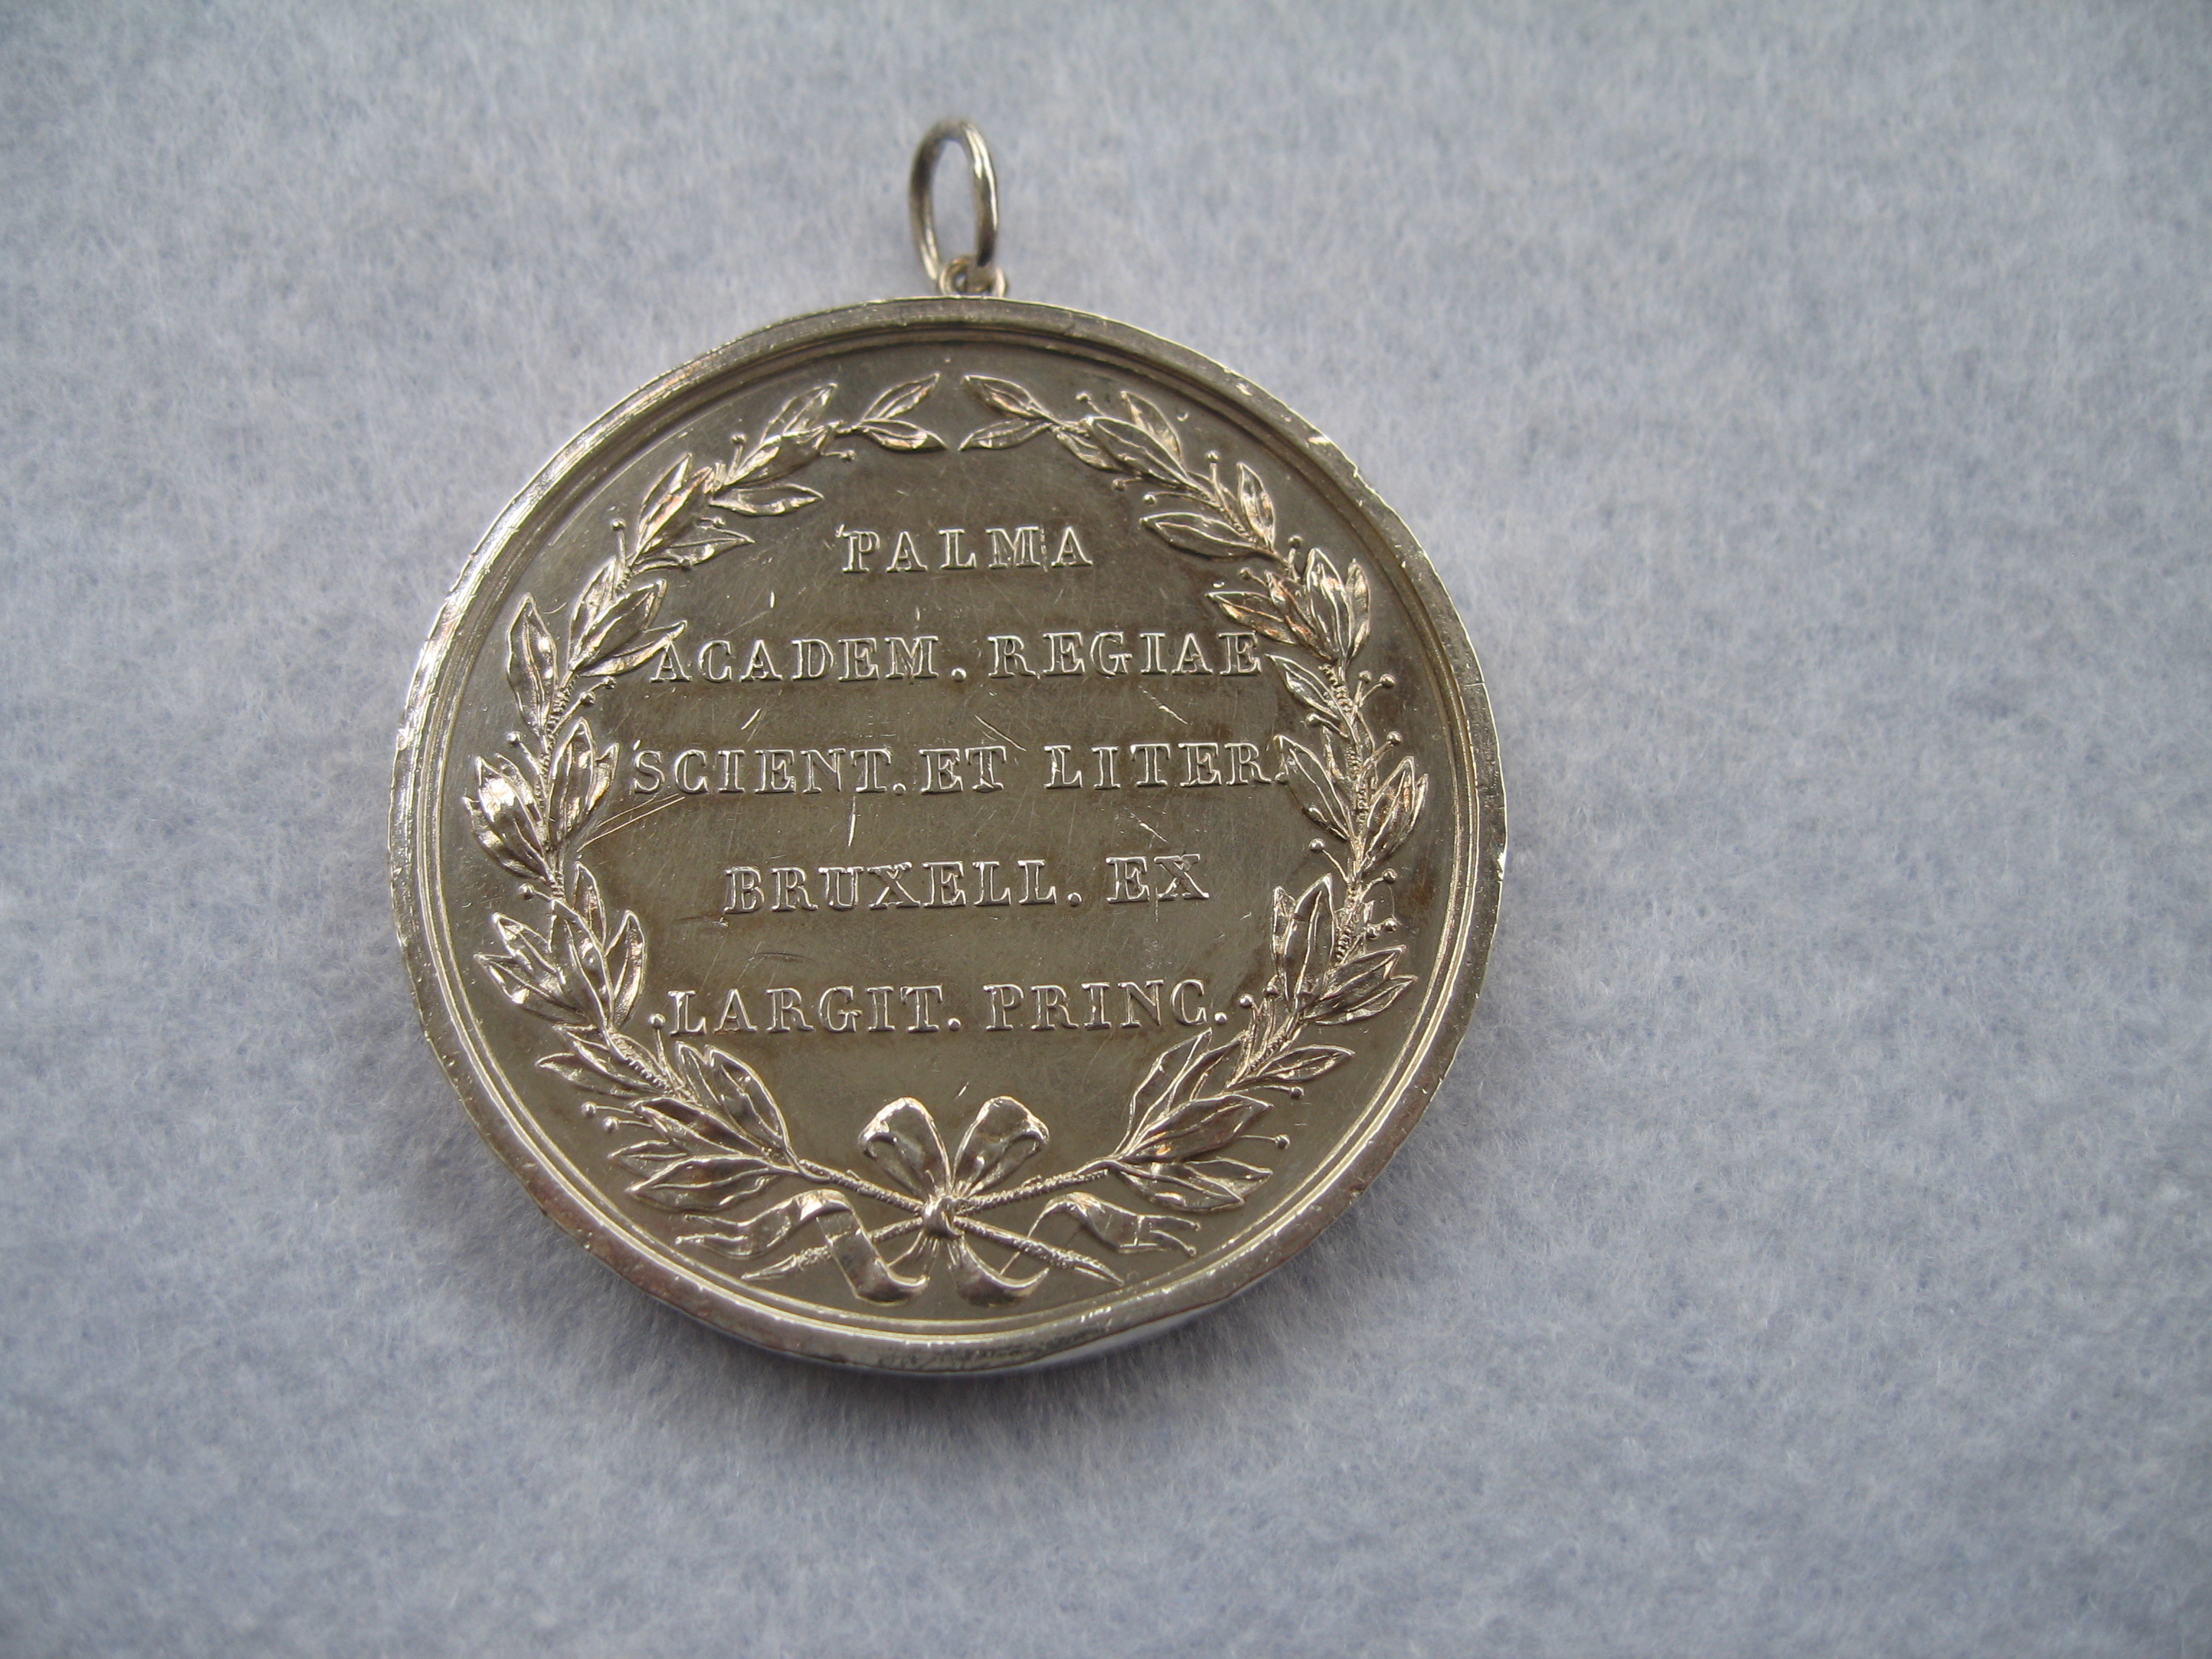 PALMA
ACADEM. REGIAE
SCIENT. ET LITER.
BRUXELL. EX
LARGIT. PRINC.